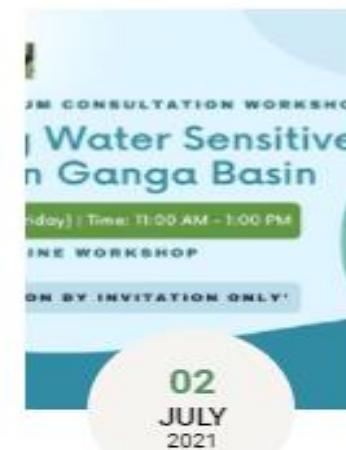 UM CONSULTATION WORKSHO
g Water Sensitive
n Ganga Basin
riday) | Time: 11:00 AM - 1:00 PM
INE WORKSHOP
ON BY INVITATION ONLY*
02
JULY
2021